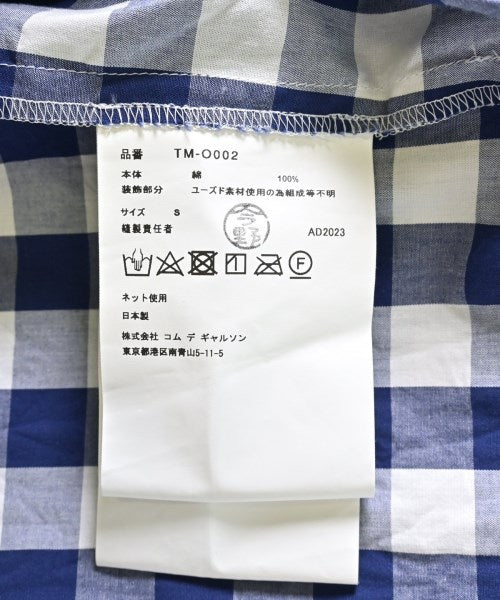 品番 TM-O002
本体 綿 100%
装飾部分 ユーズド素材使用の為組成等不明
サイズ S
縫製責任者 今野 AD2023
F
ネット使用
日本製
株式会社 コム デ ギャルソン
東京都港区南青山5-11-5